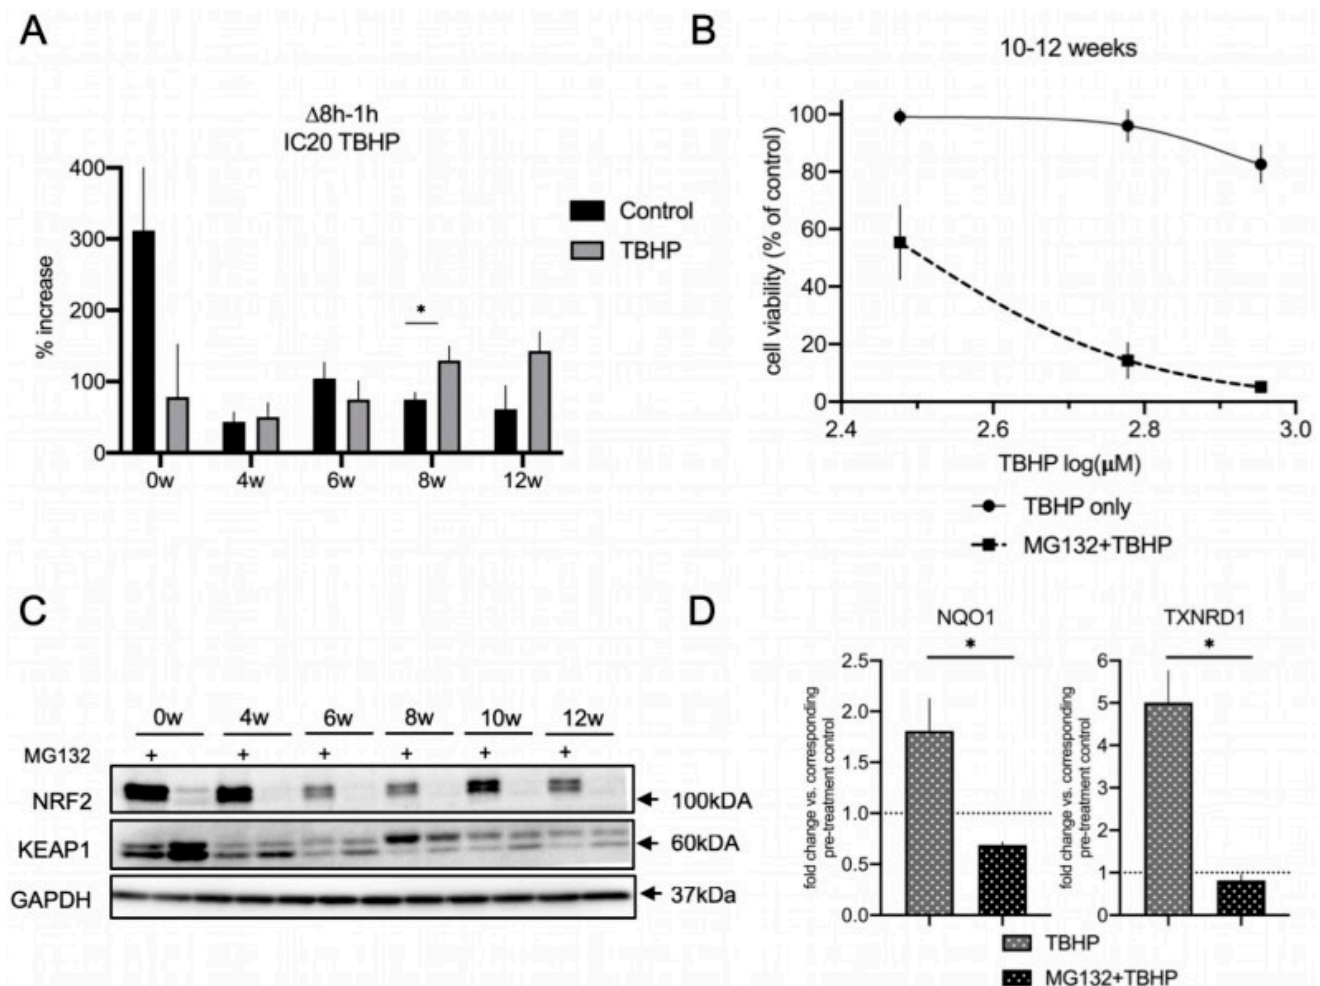 A
Δ8h-1h
IC20 TBHP
% increase
400
300
200
100
0
*
0w 4w 6w 8w 12w
Control
TBHP
B
10-12 weeks
cell viability (% of control)
100
80
60
40
20
0
2.4 2.6 2.8 3.0
TBHP log(μM)
TBHP only
MG132+TBHP
C
0w 4w 6w 8w 10w 12w
MG132 + + + + + +
NRF2 100kDA
KEAP1 60kDA
GAPDH 37kDa
D
NQO1
*
fold change vs. corresponding
pre-treatment control
2.5
2.0
1.5
1.0
0.5
0.0
TXNRD1
*
fold change vs. corresponding
pre-treatment control
6
5
4
3
2
1
0
TBHP
MG132+TBHP